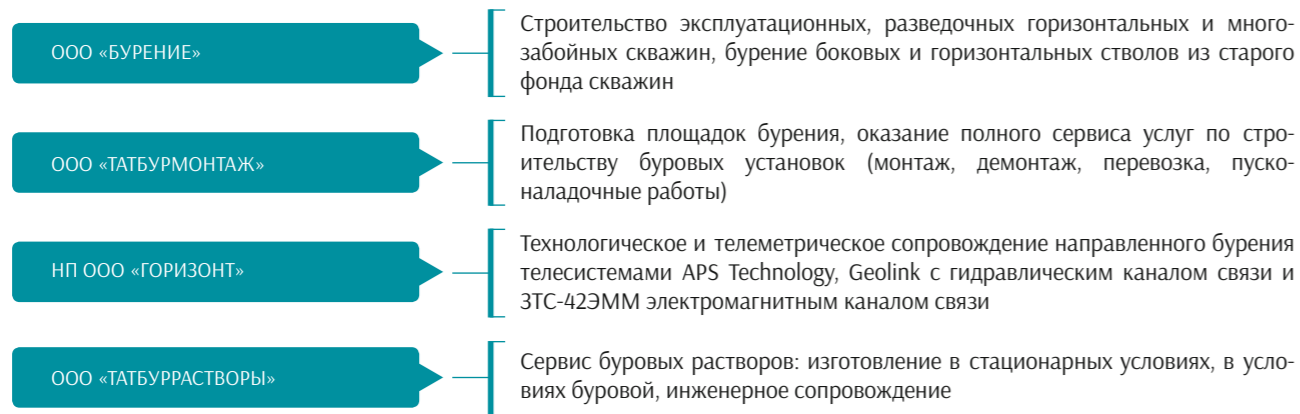 ООО «БУРЕНИЕ»
Строительство эксплуатационных, разведочных горизонтальных и много-
забойных скважин, бурение боковых и горизонтальных стволов из старого
фонда скважин
ООО «ТАТБУРМОНТАЖ»
Подготовка площадок бурения, оказание полного сервиса услуг по стро-
ительству буровых установок (монтаж, демонтаж, перевозка, пуско-
наладочные работы)
НП ООО «ГОРИЗОНТ»
Технологическое и телеметрическое сопровождение направленного бурения
телесистемами APS Technology, Geolink с гидравлическим каналом связи и
ЗТС-42ЭММ электромагнитным каналом связи
ООО «ТАТБУРРАСТВОРЫ»
Сервис буровых растворов: изготовление в стационарных условиях, в усло-
виях буровой, инженерное сопровождение